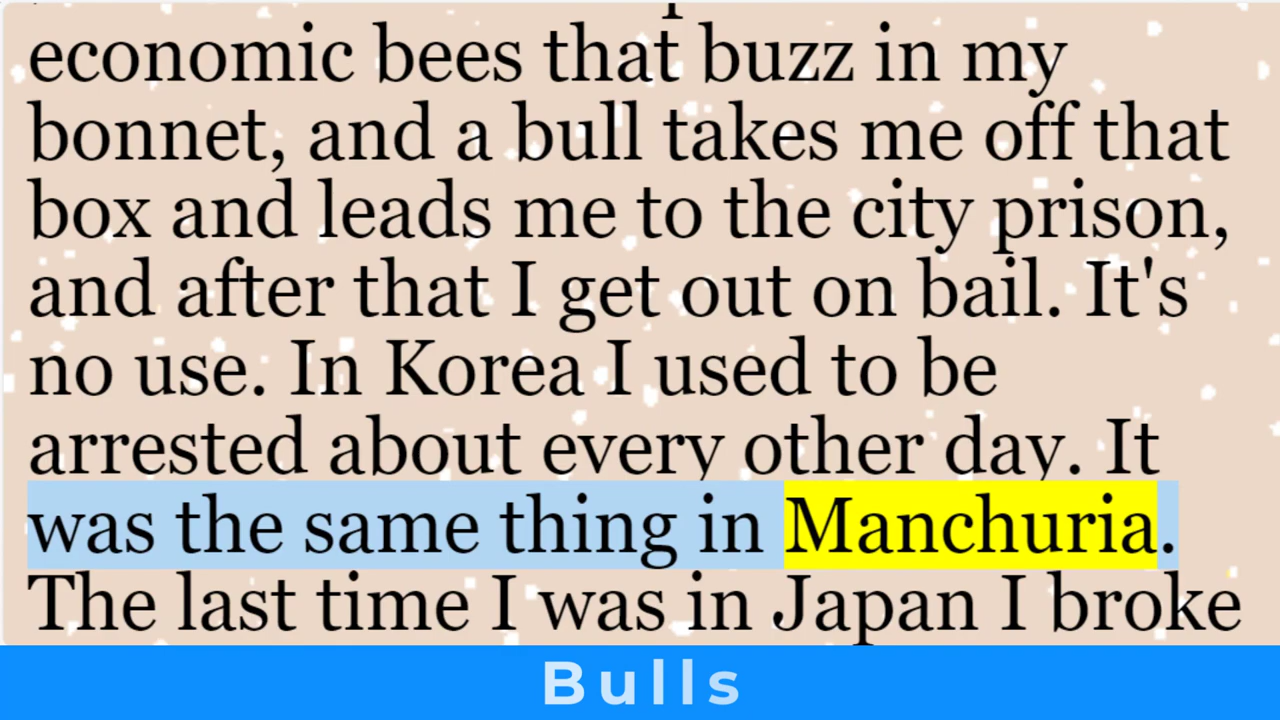 economic bees that buzz in my
bonnet, and a bull takes me off that
box and leads me to the city prison,
and after that I get out on bail. It's
no use. In Korea I used to be
arrested about every other day. It
was the same thing in Manchuria.
The last time I was in Japan I broke
Bulls